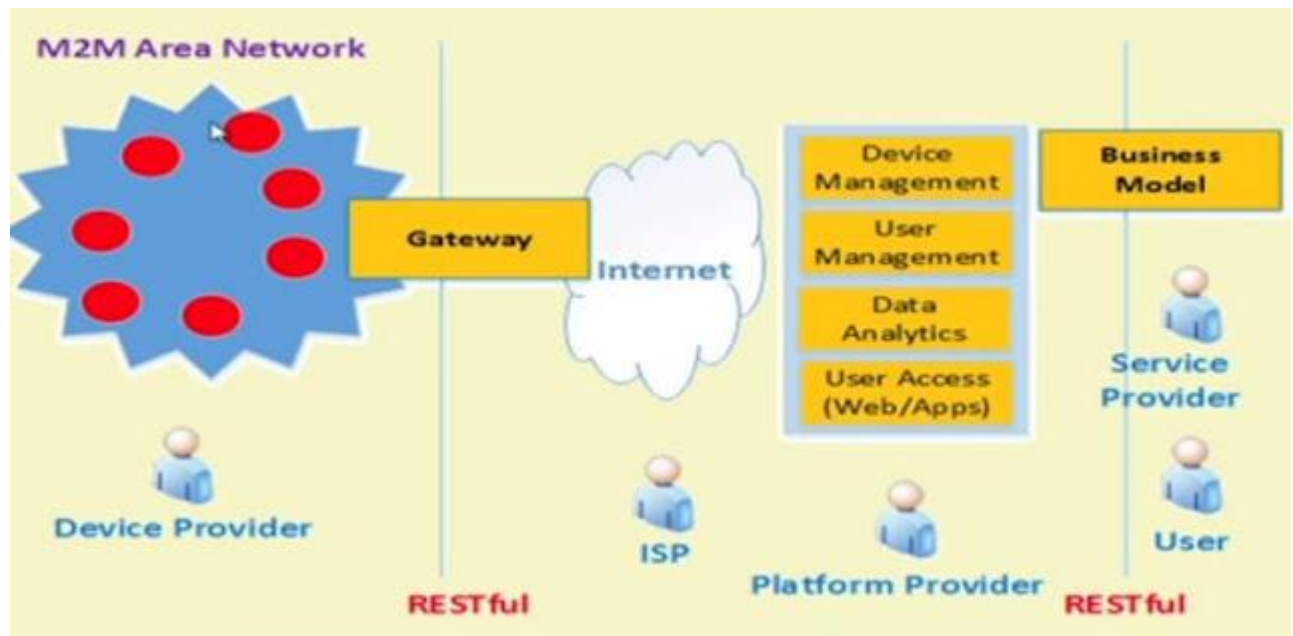 M2M Area Network
Gateway
Internet
Device
Management
User
Management
Data
Analytics
User Access
(Web/Apps)
Business
Model
Service
Provider
Device Provider
ISP
Platform Provider
User
RESTful
RESTful